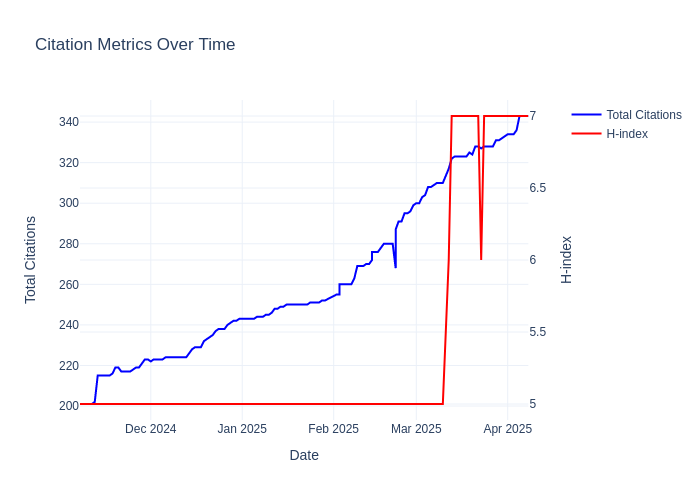 Citation Metrics Over Time
Total Citations
H-index
340
320
300
280
260
240
220
200
7
6.5
6
5.5
5
Total Citations
H-index
Dec 2024
Jan 2025
Feb 2025
Mar 2025
Apr 2025
Date